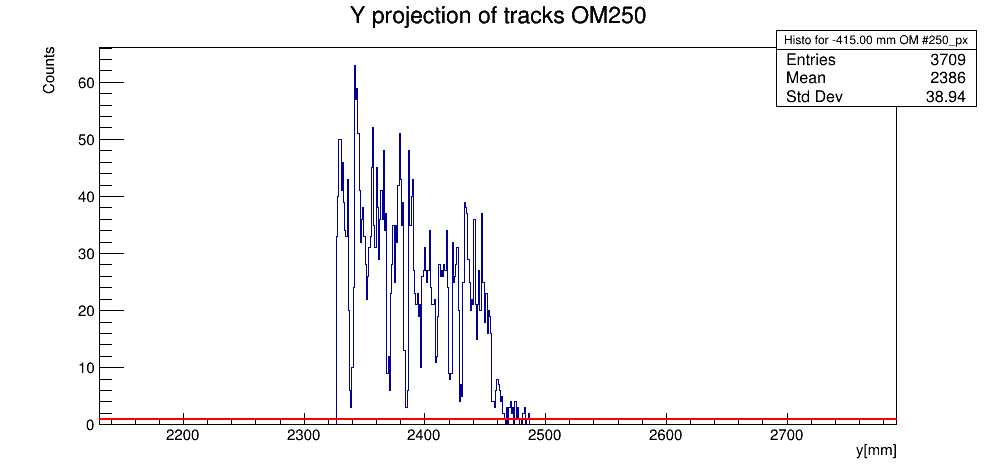 Y projection of tracks OM250
Histo for -415.00 mm OM #250_px
Entries 3709
Mean 2386
Std Dev 38.94
Counts
60
50
40
30
20
10
0
2200 2300 2400 2500 2600 2700
y[mm]